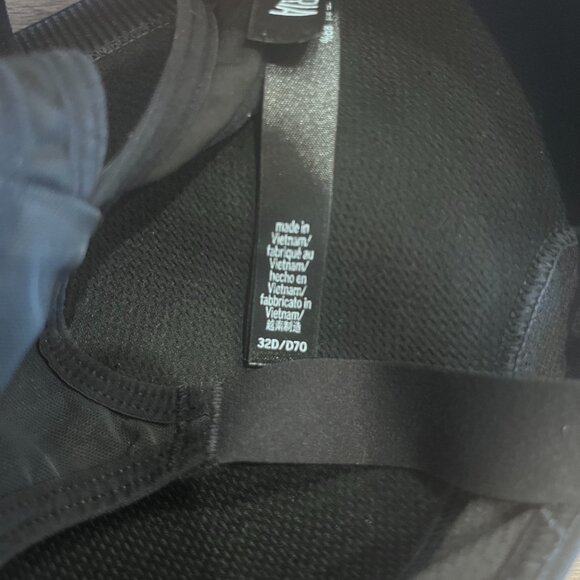 made in
Vietnam/
fabriqué au
Vietnam/
hecho en
Vietnam/
fabbricato in
Vietnam/
越南制造
32D/D70